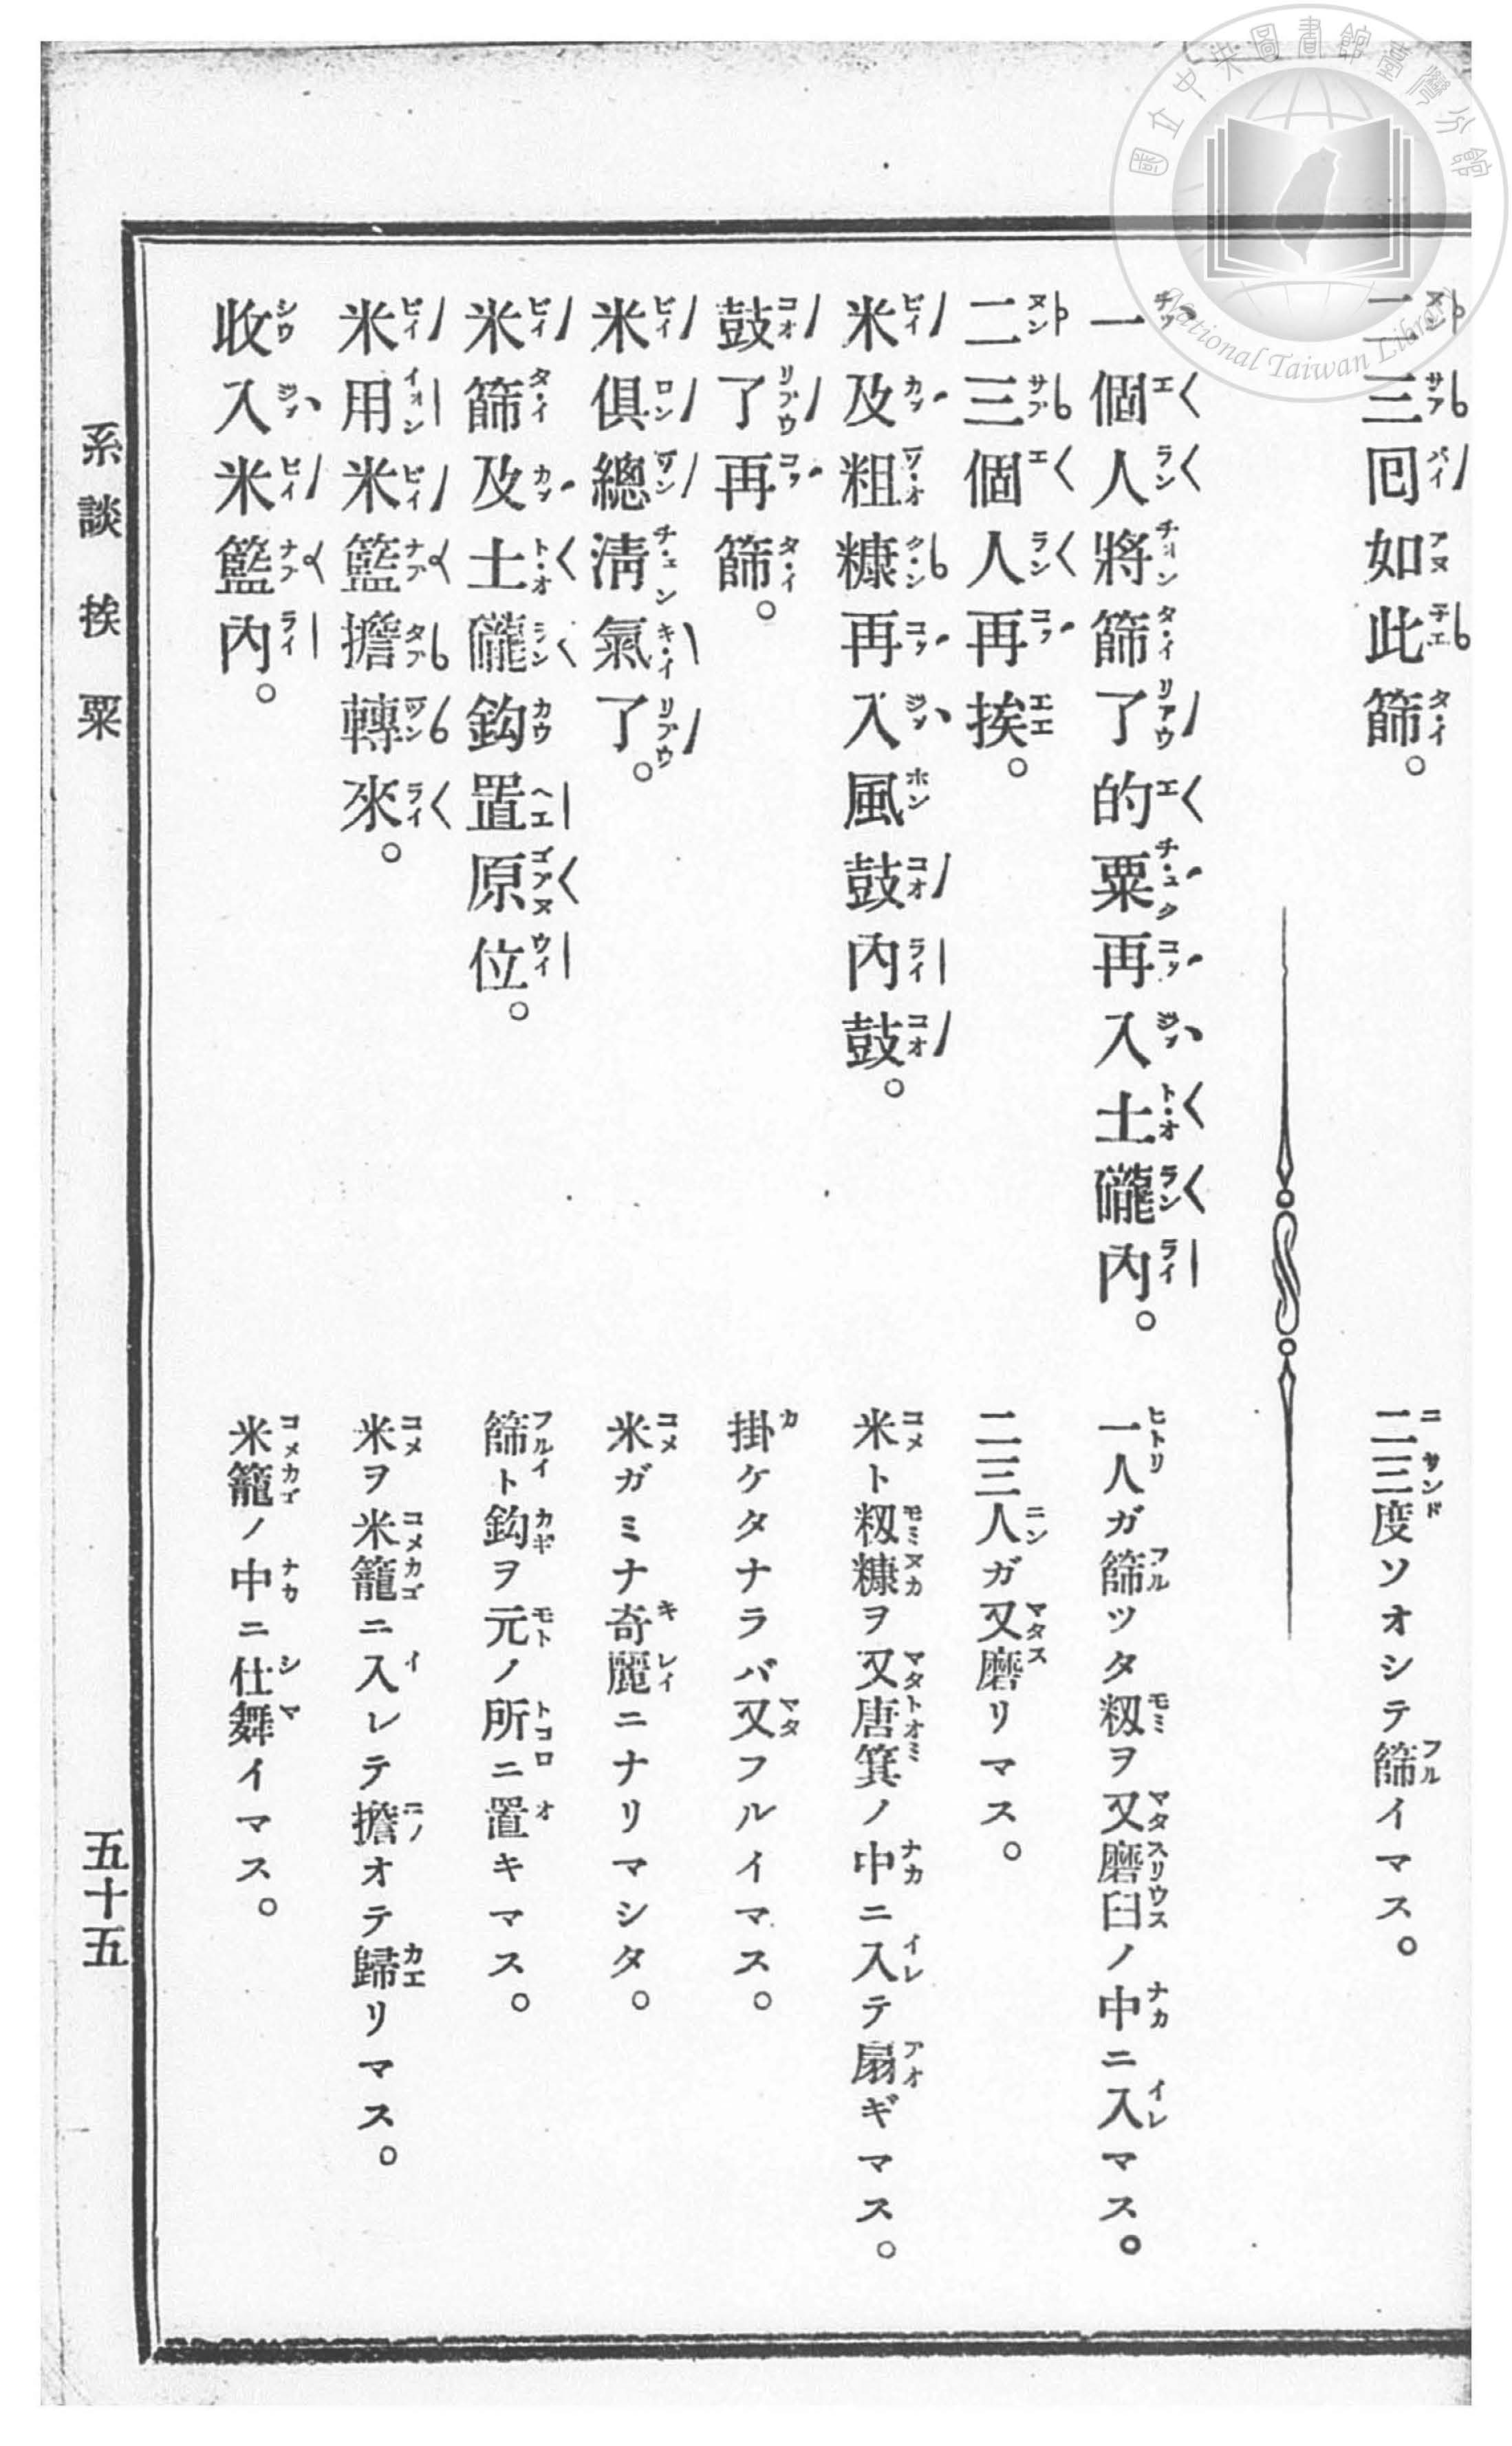 國立中央圖書館臺灣分館
National Taiwan Library
二三囘如此篩。
二三度ソオシテ篩イマス。
一個人將篩了的粟再入土礲內。
一人ガ篩ツタ籾ヲ又磨臼ノ中ニ入マス。
二三個人再挨。
二三人ガ又磨リマス。
米及粗糠再入風鼓內鼓。
米ト籾糠ヲ又唐箕ノ中ニ入テ扇ギマス。
鼓了再篩。
掛ケタナラバ又フルイマス。
米俱總淸氣了。
米ガミナ奇麗ニナリマシタ。
米篩及土礲鈎置原位。
篩ト鈎ヲ元ノ所ニ置キマス。
米用米籃擔轉來。
米ヲ米籠ニ入レテ擔オテ歸リマス。
收入米籃內。
米籠ノ中ニ仕舞イマス。
系談 挨粟
五十五